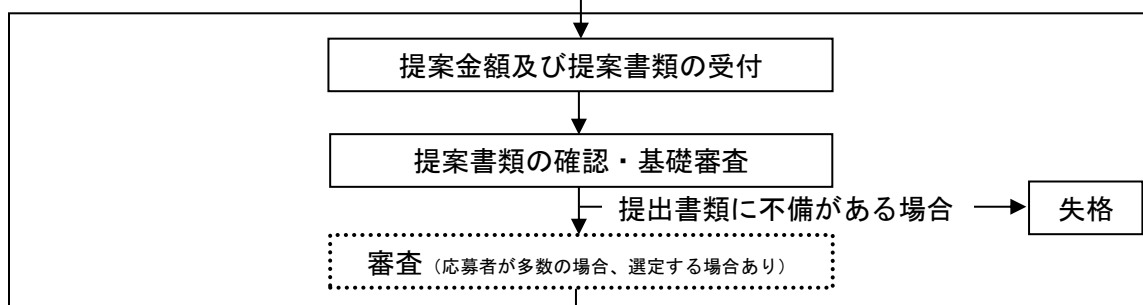 提案金額及び提案書類の受付
提案書類の確認・基礎審査
提出書類に不備がある場合
失格
審査（応募者が多数の場合、選定する場合あり）